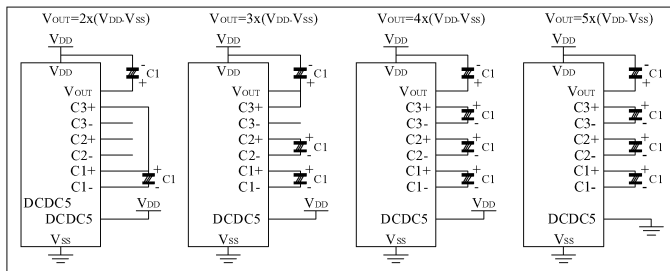 VOUT=2x(VDD-VSS)
VDD
VDD
-
+
C1
VOUT
C3+
C3-
C2+
C2-
C1+
C1-
+
-
C1
DCDC5
DCDC5
VDD
VSS
VOUT=3x(VDD-VSS)
VDD
VDD
-
+
C1
VOUT
C3+
C3-
C2+
C2-
+
-
C1
C1+
C1-
+
-
C1
DCDC5
VDD
VSS
VOUT=4x(VDD-VSS)
VDD
VDD
-
+
C1
VOUT
C3+
C3-
+
-
C1
C2+
C2-
+
-
C1
C1+
C1-
+
-
C1
DCDC5
VDD
VSS
VOUT=5x(VDD-VSS)
VDD
VDD
-
+
C1
VOUT
C3+
C3-
+
-
C1
C2+
C2-
+
-
C1
C1+
C1-
+
-
C1
DCDC5
VSS